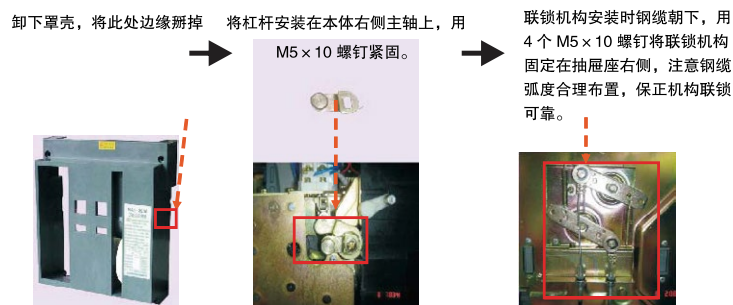 卸下罩壳，将此处边缘掰掉
将杠杆安装在本体右侧主轴上，用
M5×10 螺钉紧固。
联锁机构安装时钢缆朝下，用
4 个 M5×10 螺钉将联锁机构
固定在抽屉座右侧，注意钢缆
弧度合理布置，保正机构联锁
可靠。